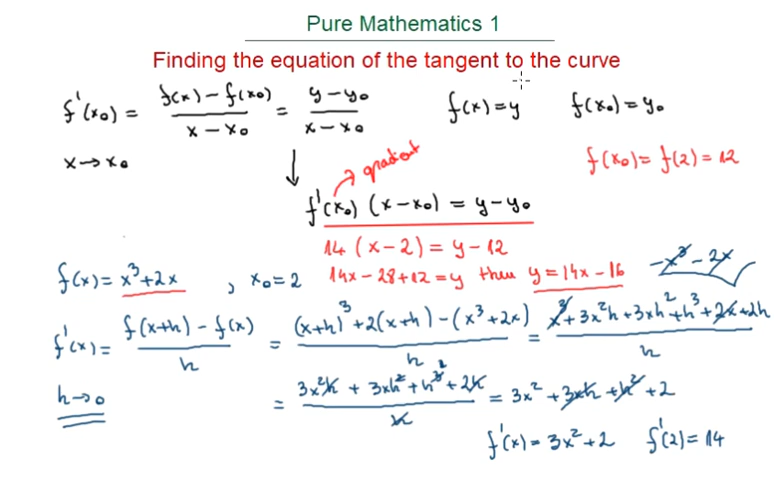 Pure Mathematics 1
Finding the equation of the tangent to the curve
f'(x₀) = (f(x) − f(x₀))/(x − x₀) = (y − y₀)/(x − x₀)   f(x) = y   f(x₀) = y₀
x → x₀   f(x₀) = f(2) = 12
gradient
f'(x₀) (x − x₀) = y − y₀
14 (x − 2) = y − 12
14x − 28 + 12 = y then y = 14x − 16   −x³ − 2x
f(x) = x³ + 2x , x₀ = 2
f'(x) = (f(x+h) − f(x))/h = ((x+h)³ + 2(x+h) − (x³ + 2x))/h = (x³ + 3x²h + 3xh² + h³ + 2x + 2h)/h
h → 0   = (3x²h + 3xh² + h³ + 2h)/h = 3x² + 3xh + h² + 2
f'(x) = 3x² + 2   f'(2) = 14